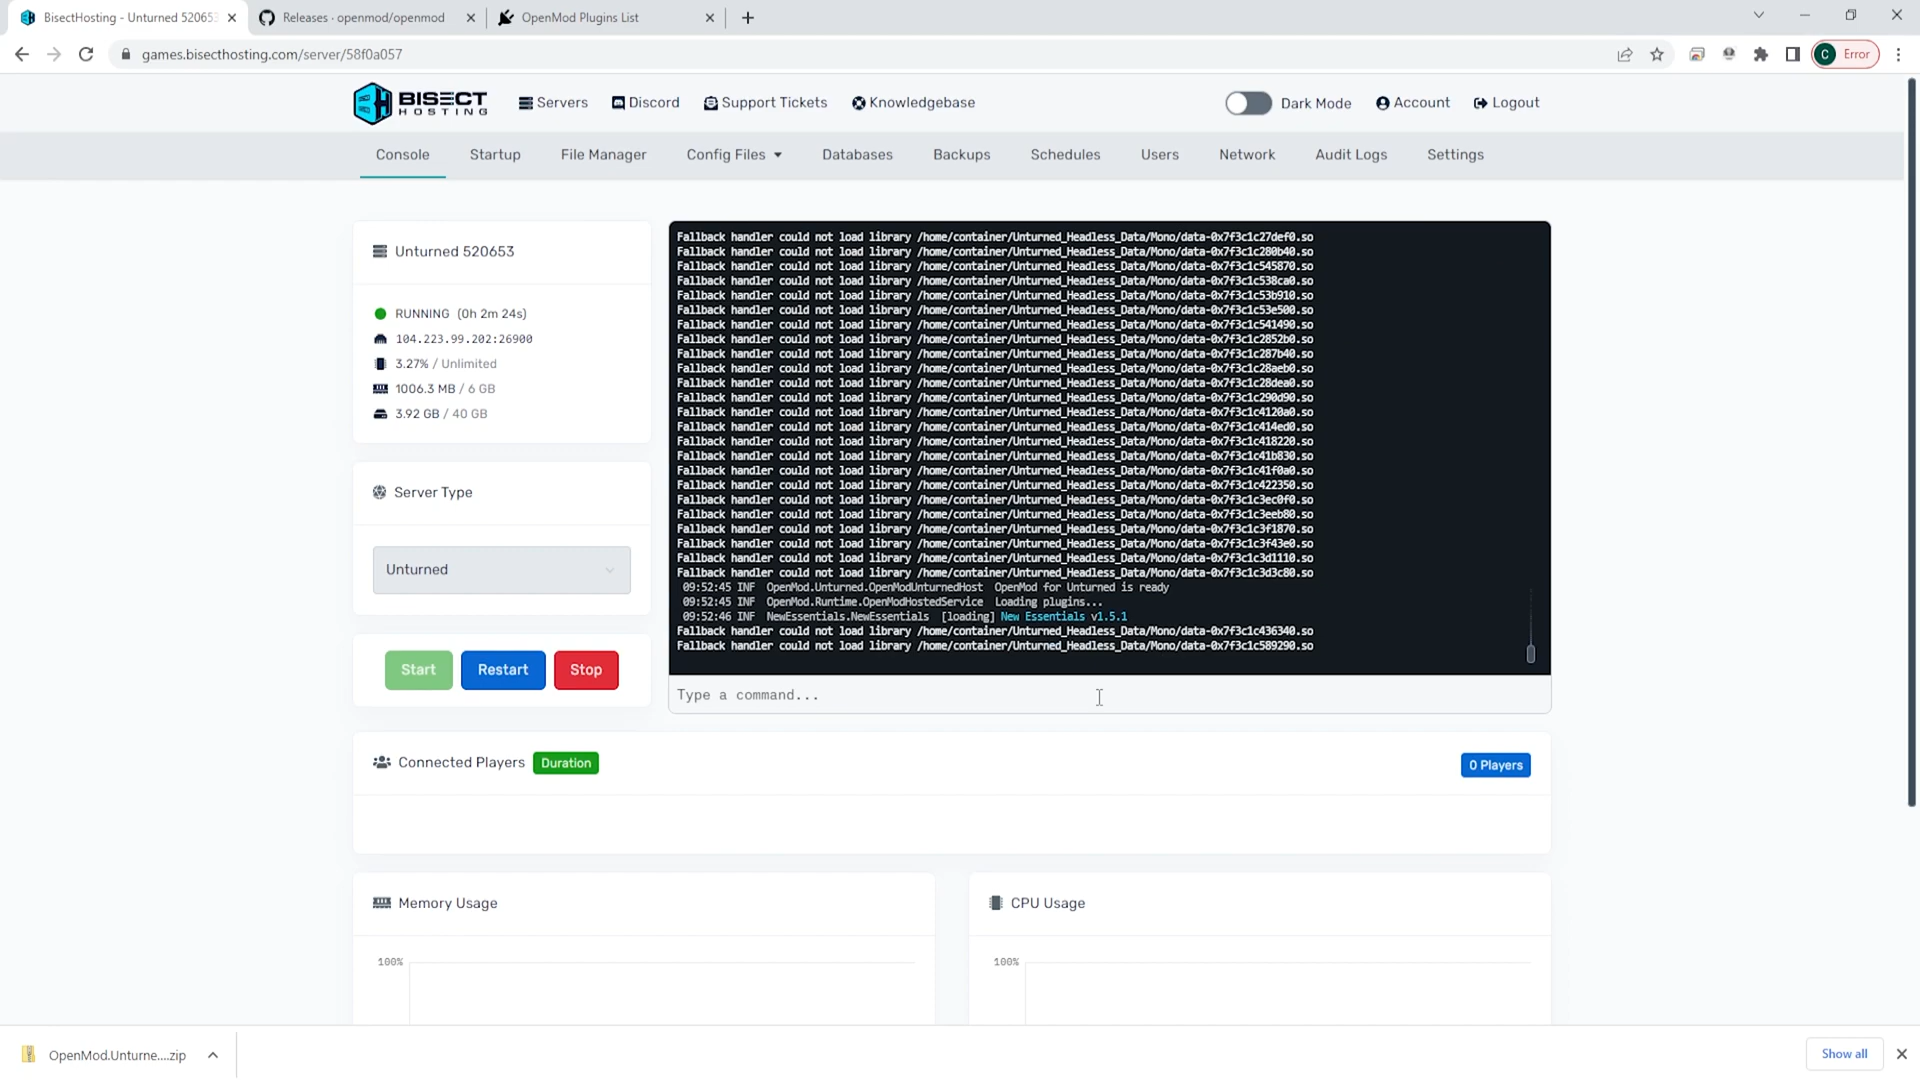 BisectHosting - Unturned 52065
Releases · openmod/openmod
OpenMod Plugins List
games.bisecthosting.com/server/58f0a057
C
Error
BISECT
HOSTING
Servers
Discord
Support Tickets
Knowledgebase
Dark Mode
Account
Logout
Console
Startup
File Manager
Config Files
Databases
Backups
Schedules
Users
Network
Audit Logs
Settings
Unturned 520653
RUNNING (0h 2m 24s)
104.223.99.202:26900
3.27% / Unlimited
1006.3 MB / 6 GB
3.92 GB / 40 GB
Server Type
Unturned
Start
Restart
Stop
Fallback handler could not load library /home/container/Unturned_Headless_Data/Mono/data-0x7f3c1c27def0.so
Fallback handler could not load library /home/container/Unturned_Headless_Data/Mono/data-0x7f3c1c280b40.so
Fallback handler could not load library /home/container/Unturned_Headless_Data/Mono/data-0x7f3c1c545870.so
Fallback handler could not load library /home/container/Unturned_Headless_Data/Mono/data-0x7f3c1c538ca0.so
Fallback handler could not load library /home/container/Unturned_Headless_Data/Mono/data-0x7f3c1c53b910.so
Fallback handler could not load library /home/container/Unturned_Headless_Data/Mono/data-0x7f3c1c53e500.so
Fallback handler could not load library /home/container/Unturned_Headless_Data/Mono/data-0x7f3c1c541490.so
Fallback handler could not load library /home/container/Unturned_Headless_Data/Mono/data-0x7f3c1c2852b0.so
Fallback handler could not load library /home/container/Unturned_Headless_Data/Mono/data-0x7f3c1c287b40.so
Fallback handler could not load library /home/container/Unturned_Headless_Data/Mono/data-0x7f3c1c28aeb0.so
Fallback handler could not load library /home/container/Unturned_Headless_Data/Mono/data-0x7f3c1c28dea0.so
Fallback handler could not load library /home/container/Unturned_Headless_Data/Mono/data-0x7f3c1c290d90.so
Fallback handler could not load library /home/container/Unturned_Headless_Data/Mono/data-0x7f3c1c4120a0.so
Fallback handler could not load library /home/container/Unturned_Headless_Data/Mono/data-0x7f3c1c414ed0.so
Fallback handler could not load library /home/container/Unturned_Headless_Data/Mono/data-0x7f3c1c418220.so
Fallback handler could not load library /home/container/Unturned_Headless_Data/Mono/data-0x7f3c1c41b830.so
Fallback handler could not load library /home/container/Unturned_Headless_Data/Mono/data-0x7f3c1c41f0a0.so
Fallback handler could not load library /home/container/Unturned_Headless_Data/Mono/data-0x7f3c1c422350.so
Fallback handler could not load library /home/container/Unturned_Headless_Data/Mono/data-0x7f3c1c3ec0f0.so
Fallback handler could not load library /home/container/Unturned_Headless_Data/Mono/data-0x7f3c1c3eeb80.so
Fallback handler could not load library /home/container/Unturned_Headless_Data/Mono/data-0x7f3c1c3f1870.so
Fallback handler could not load library /home/container/Unturned_Headless_Data/Mono/data-0x7f3c1c3f43e0.so
Fallback handler could not load library /home/container/Unturned_Headless_Data/Mono/data-0x7f3c1c3d1110.so
Fallback handler could not load library /home/container/Unturned_Headless_Data/Mono/data-0x7f3c1c3d3c80.so
09:52:45 INF OpenMod.Unturned.OpenModUnturnedHost OpenMod for Unturned is ready
09:52:45 INF OpenMod.Runtime.OpenModHostedService Loading plugins...
09:52:46 INF NewEssentials.NewEssentials [loading] New Essentials v1.5.1
Fallback handler could not load library /home/container/Unturned_Headless_Data/Mono/data-0x7f3c1c436340.so
Fallback handler could not load library /home/container/Unturned_Headless_Data/Mono/data-0x7f3c1c589290.so
Type a command...
Connected Players
Duration
0 Players
Memory Usage
100%
CPU Usage
100%
OpenMod.Unturne....zip
Show all